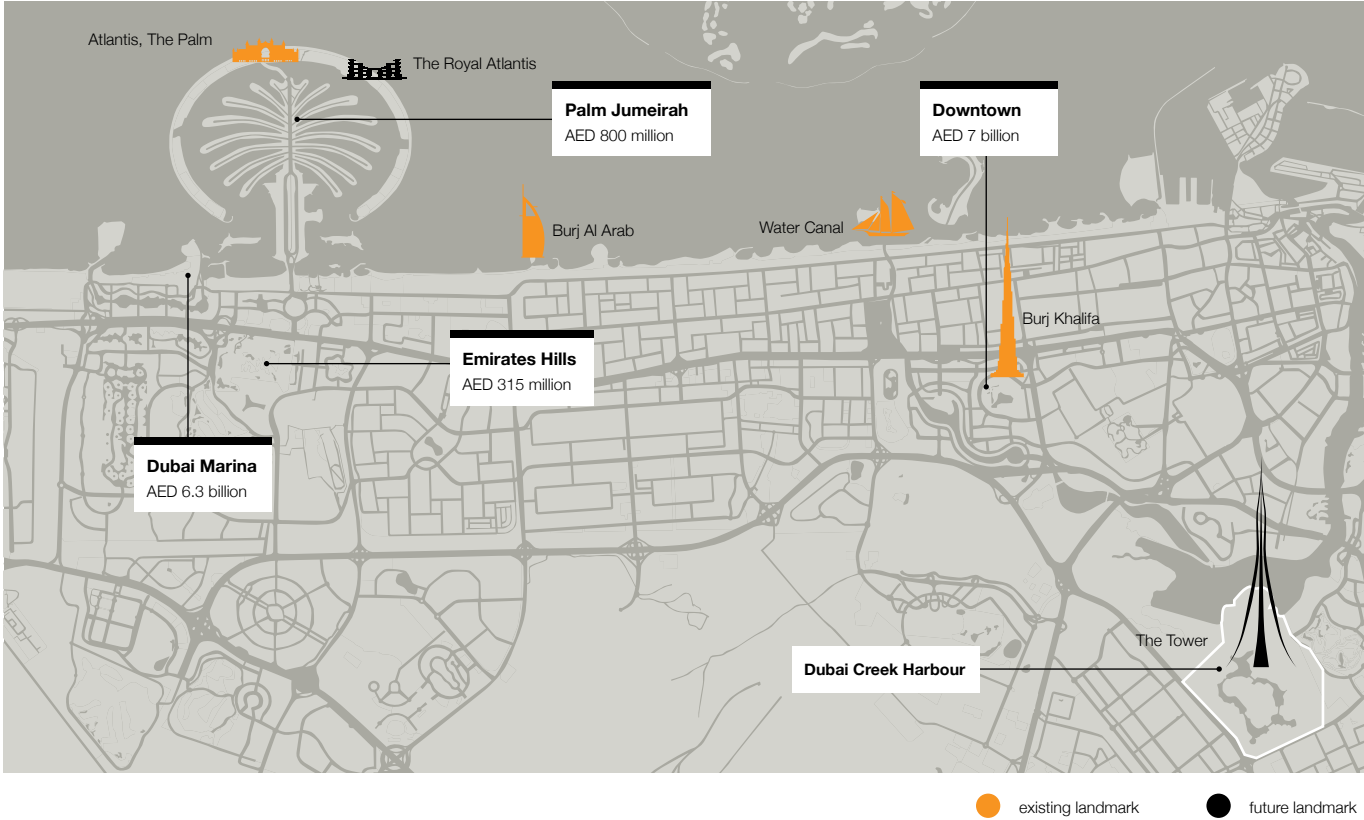 Atlantis, The Palm
The Royal Atlantis
Palm Jumeirah
AED 800 million
Downtown
AED 7 billion
Burj Al Arab
Water Canal
Burj Khalifa
Emirates Hills
AED 315 million
Dubai Marina
AED 6.3 billion
The Tower
Dubai Creek Harbour
existing landmark
future landmark